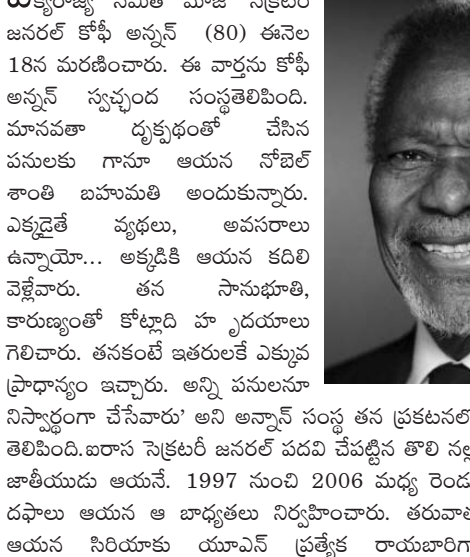 ఐక్యరాజ్య సమితి మాజీ సెక్రటరీ
జనరల్ కోఫీ అన్నన్ (80) ఈనెల
18న మరణించారు. ఈ వార్తను కోఫీ
అన్నన్ స్వచ్ఛంద సంస్థతెలిపింది.
మానవతా దృక్పథంతో చేసిన
పనులకు గానూ ఆయన నోబెల్
శాంతి బహుమతి అందుకున్నారు.
ఎక్కడైతే వ్యథలు, అవసరాలు
ఉన్నాయో... అక్కడికి ఆయన కదిలి
వెళ్లేవారు. తన సానుభూతి,
కారుణ్యంతో కోట్లాది హ ృదయాలు
గెలిచారు. తనకంటే ఇతరులకే ఎక్కువ
ప్రాధాన్యం ఇచ్చారు. అన్ని పనులనూ
నిస్వార్థంగా చేసేవారు' అని అన్నాన్ సంస్థ తన ప్రకటనలో
తెలిపింది.ఐరాస సెక్రటరీ జనరల్ పదవి చేపట్టిన తొలి నల్ల
జాతీయుడు ఆయనే. 1997 నుంచి 2006 మధ్య రెండు
దఫాలు ఆయన ఆ బాధ్యతలు నిర్వహించారు. తరువాత
ఆయన సిరియాకు యూఎన్ ప్రత్యేక రాయబారిగా